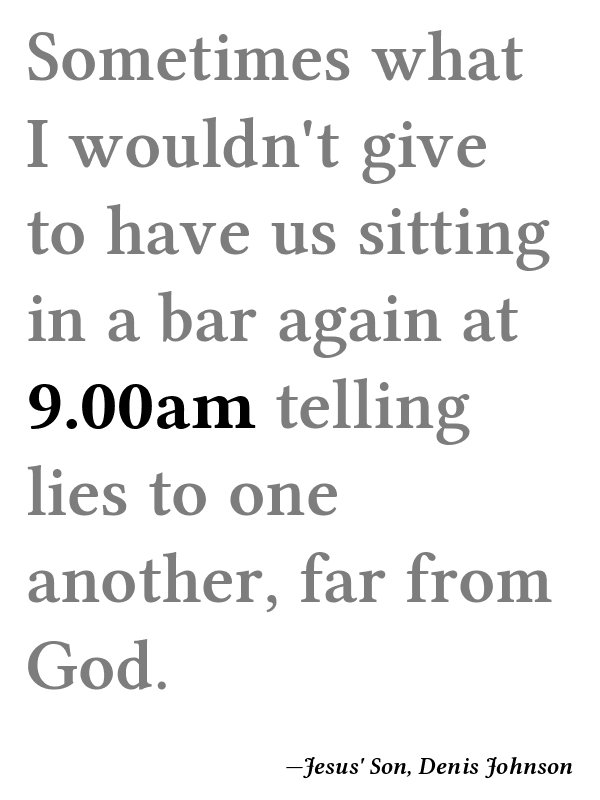 Sometimes what
I wouldn't give
to have us sitting
in a bar again at
9.00am telling
lies to one
another, far from
God.
—Jesus' Son, Denis Johnson